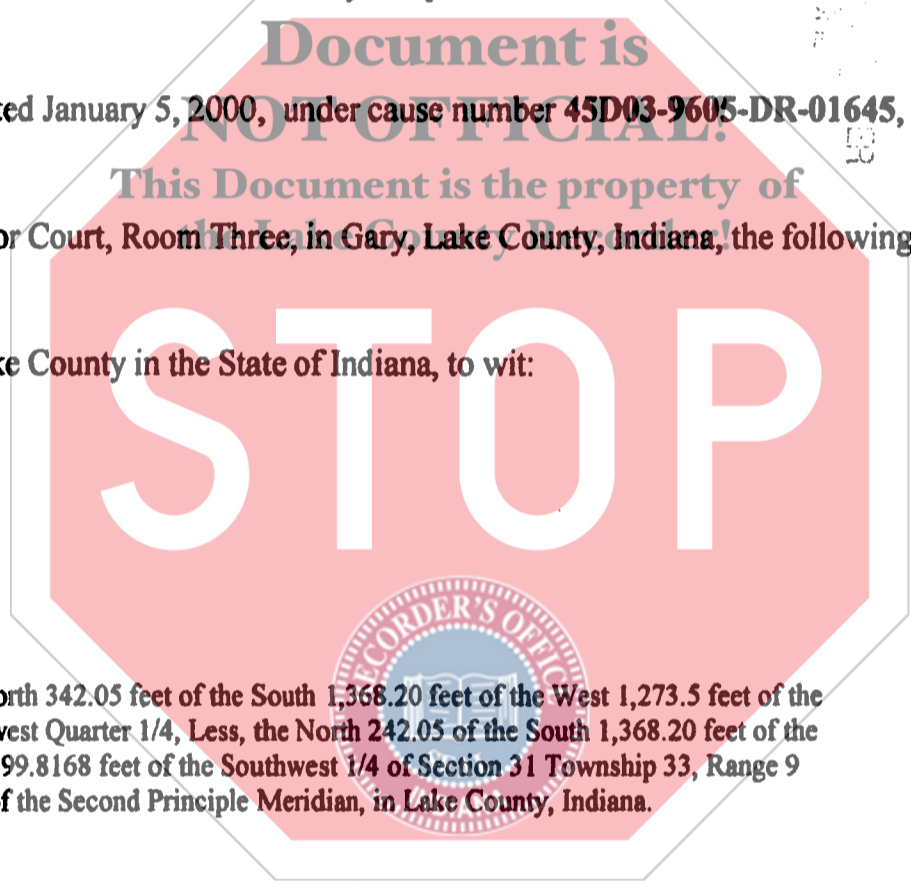 Document is
ted January 5, 2000, under cause number 45D03-9605-DR-01645,
NOT OFFICIAL!
This Document is the property of
or Court, Room Three, in Gary, Lake County, Indiana, the following
the Lake County Recorder!
STOP
ke County in the State of Indiana, to wit:
RECORDER'S OFFICE
orth 342.05 feet of the South 1,368.20 feet of the West 1,273.5 feet of the
west Quarter 1/4, Less, the North 242.05 of the South 1,368.20 feet of the
99.8168 feet of the Southwest 1/4 of Section 31 Township 33, Range 9
f the Second Principle Meridian, in Lake County, Indiana.